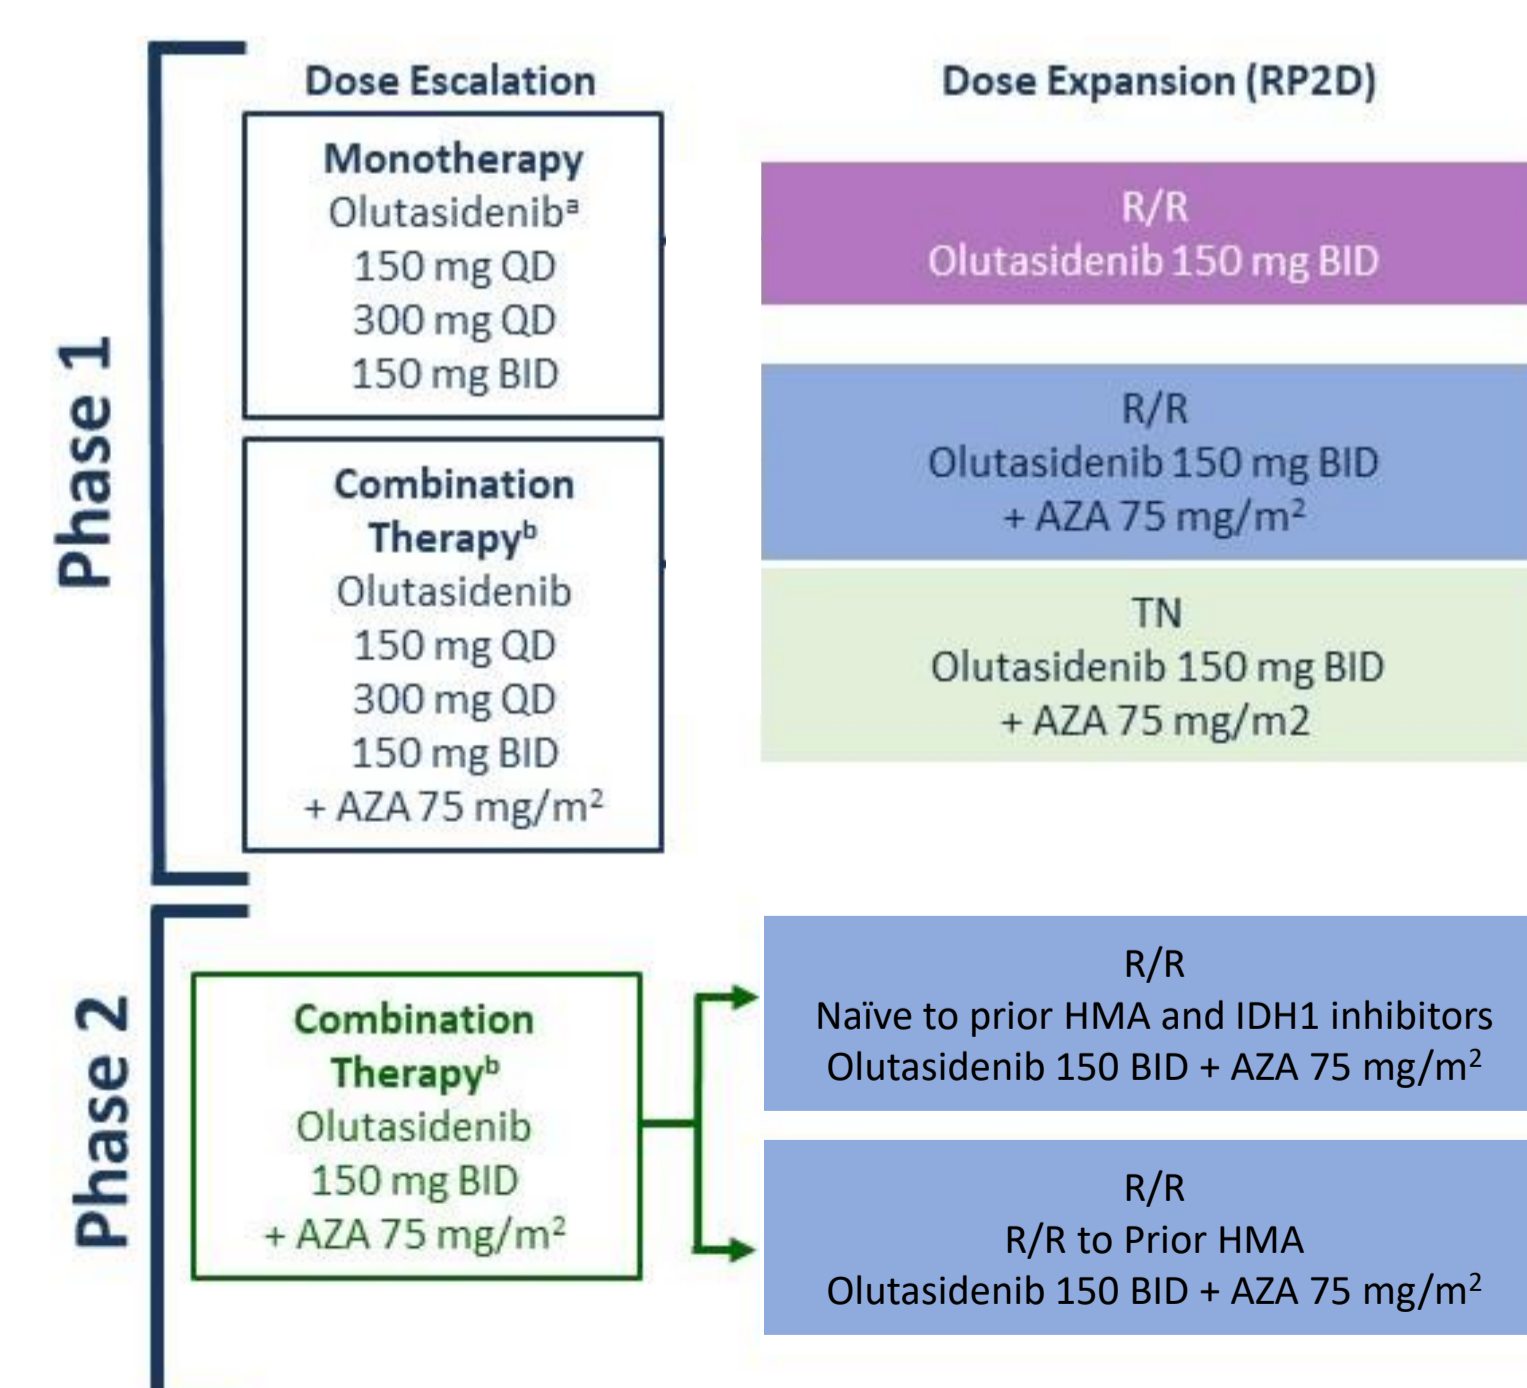 Phase 1
Dose Escalation
Monotherapy
Olutasidenibᵃ
150 mg QD
300 mg QD
150 mg BID
Combination
Therapyᵇ
Olutasidenib
150 mg QD
300 mg QD
150 mg BID
+ AZA 75 mg/m²
Dose Expansion (RP2D)
R/R
Olutasidenib 150 mg BID
R/R
Olutasidenib 150 mg BID
+ AZA 75 mg/m²
TN
Olutasidenib 150 mg BID
+ AZA 75 mg/m2
Phase 2
Combination
Therapyᵇ
Olutasidenib
150 mg BID
+ AZA 75 mg/m²
R/R
Naïve to prior HMA and IDH1 inhibitors
Olutasidenib 150 BID + AZA 75 mg/m²
R/R
R/R to Prior HMA
Olutasidenib 150 BID + AZA 75 mg/m²